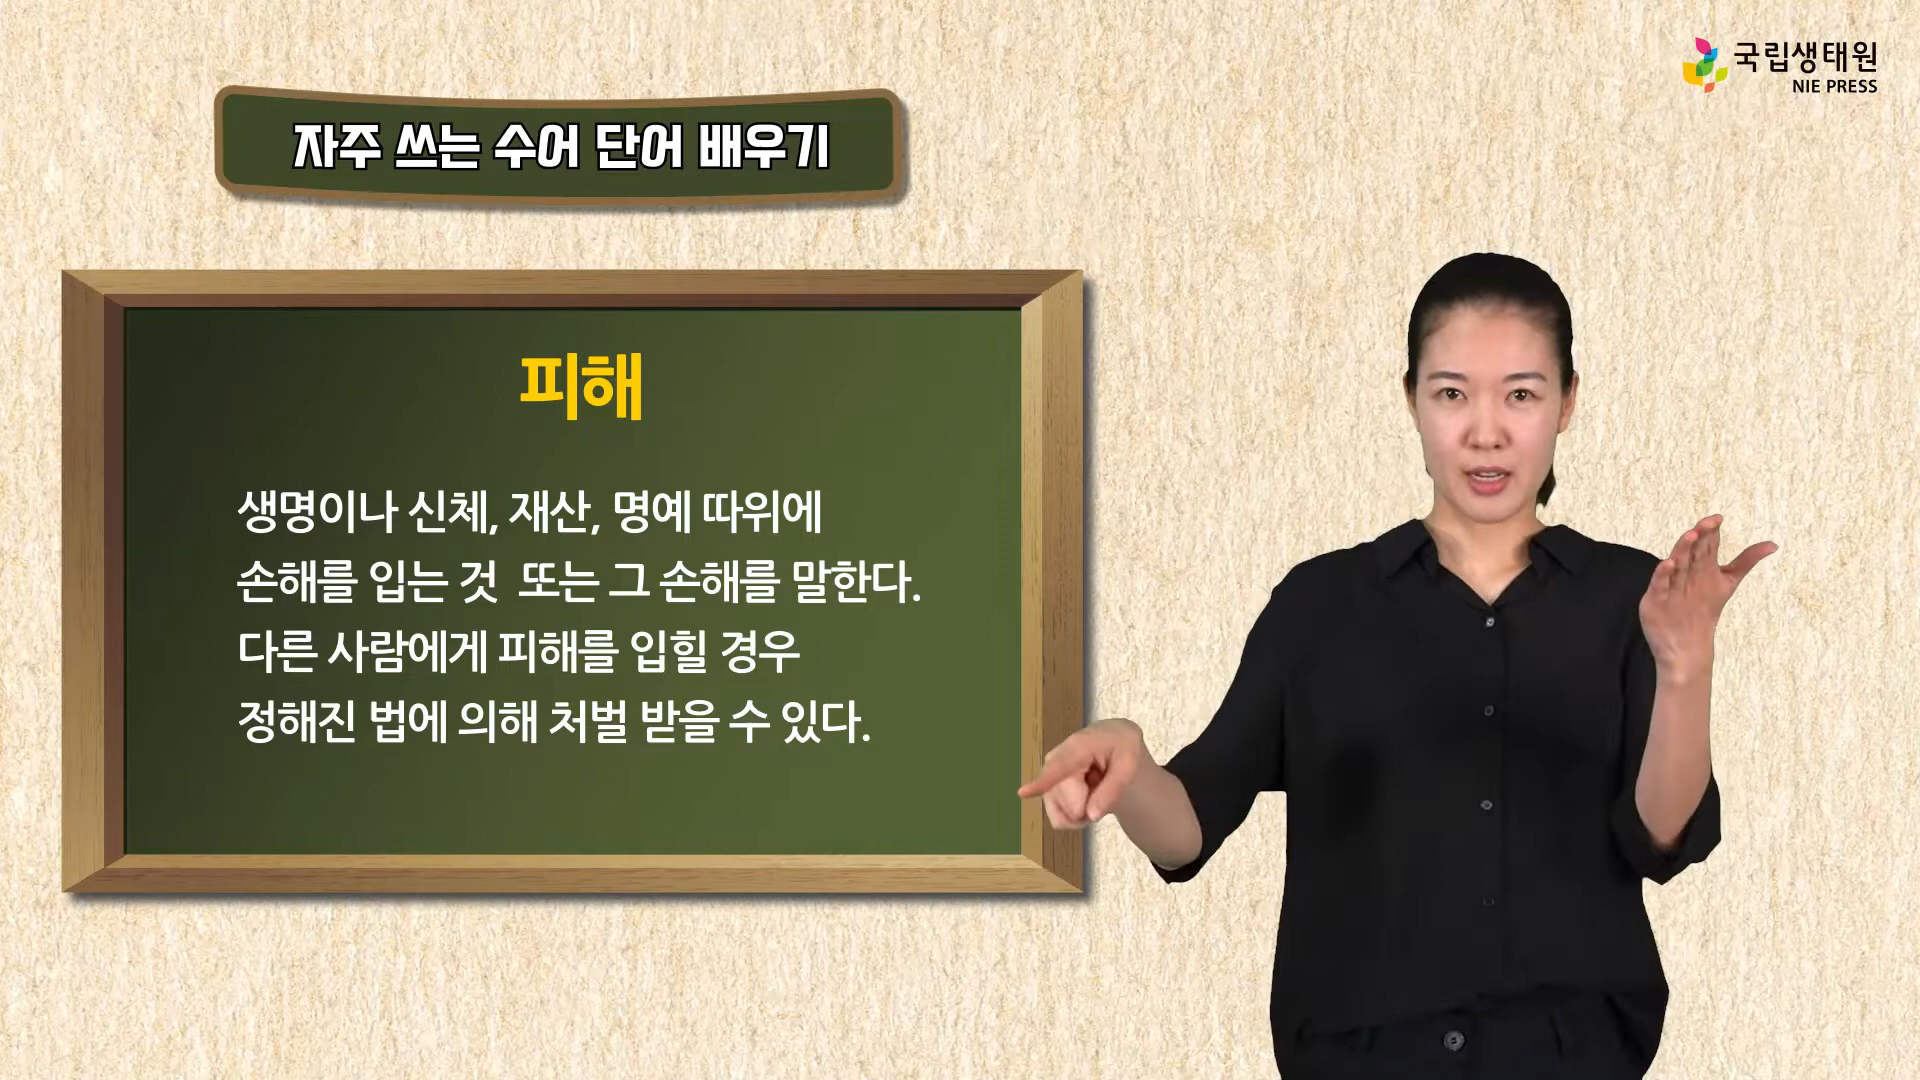 국립생태원
NIE PRESS
자주 쓰는 수어 단어 배우기
피해
생명이나 신체, 재산, 명예 따위에
손해를 입는 것 또는 그 손해를 말한다.
다른 사람에게 피해를 입힐 경우
정해진 법에 의해 처벌 받을 수 있다.